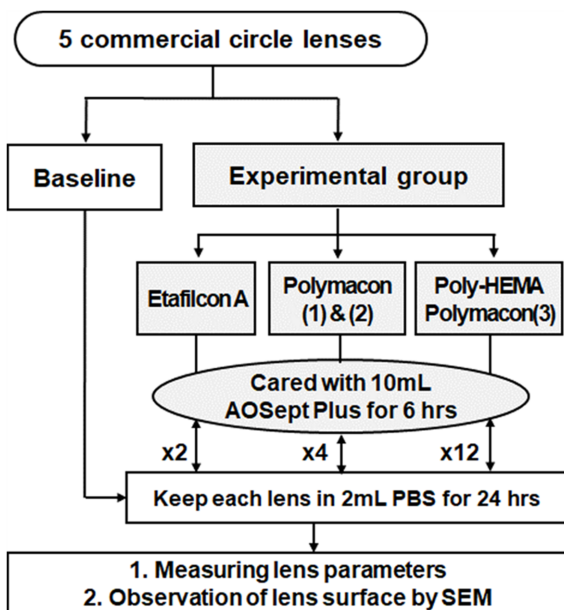 5 commercial circle lenses
Baseline
Experimental group
Etafilcon A
Polymacon
(1) & (2)
Poly-HEMA
Polymacon(3)
Cared with 10mL
AOSept Plus for 6 hrs
x2
x4
x12
Keep each lens in 2mL PBS for 24 hrs
1. Measuring lens parameters
2. Observation of lens surface by SEM